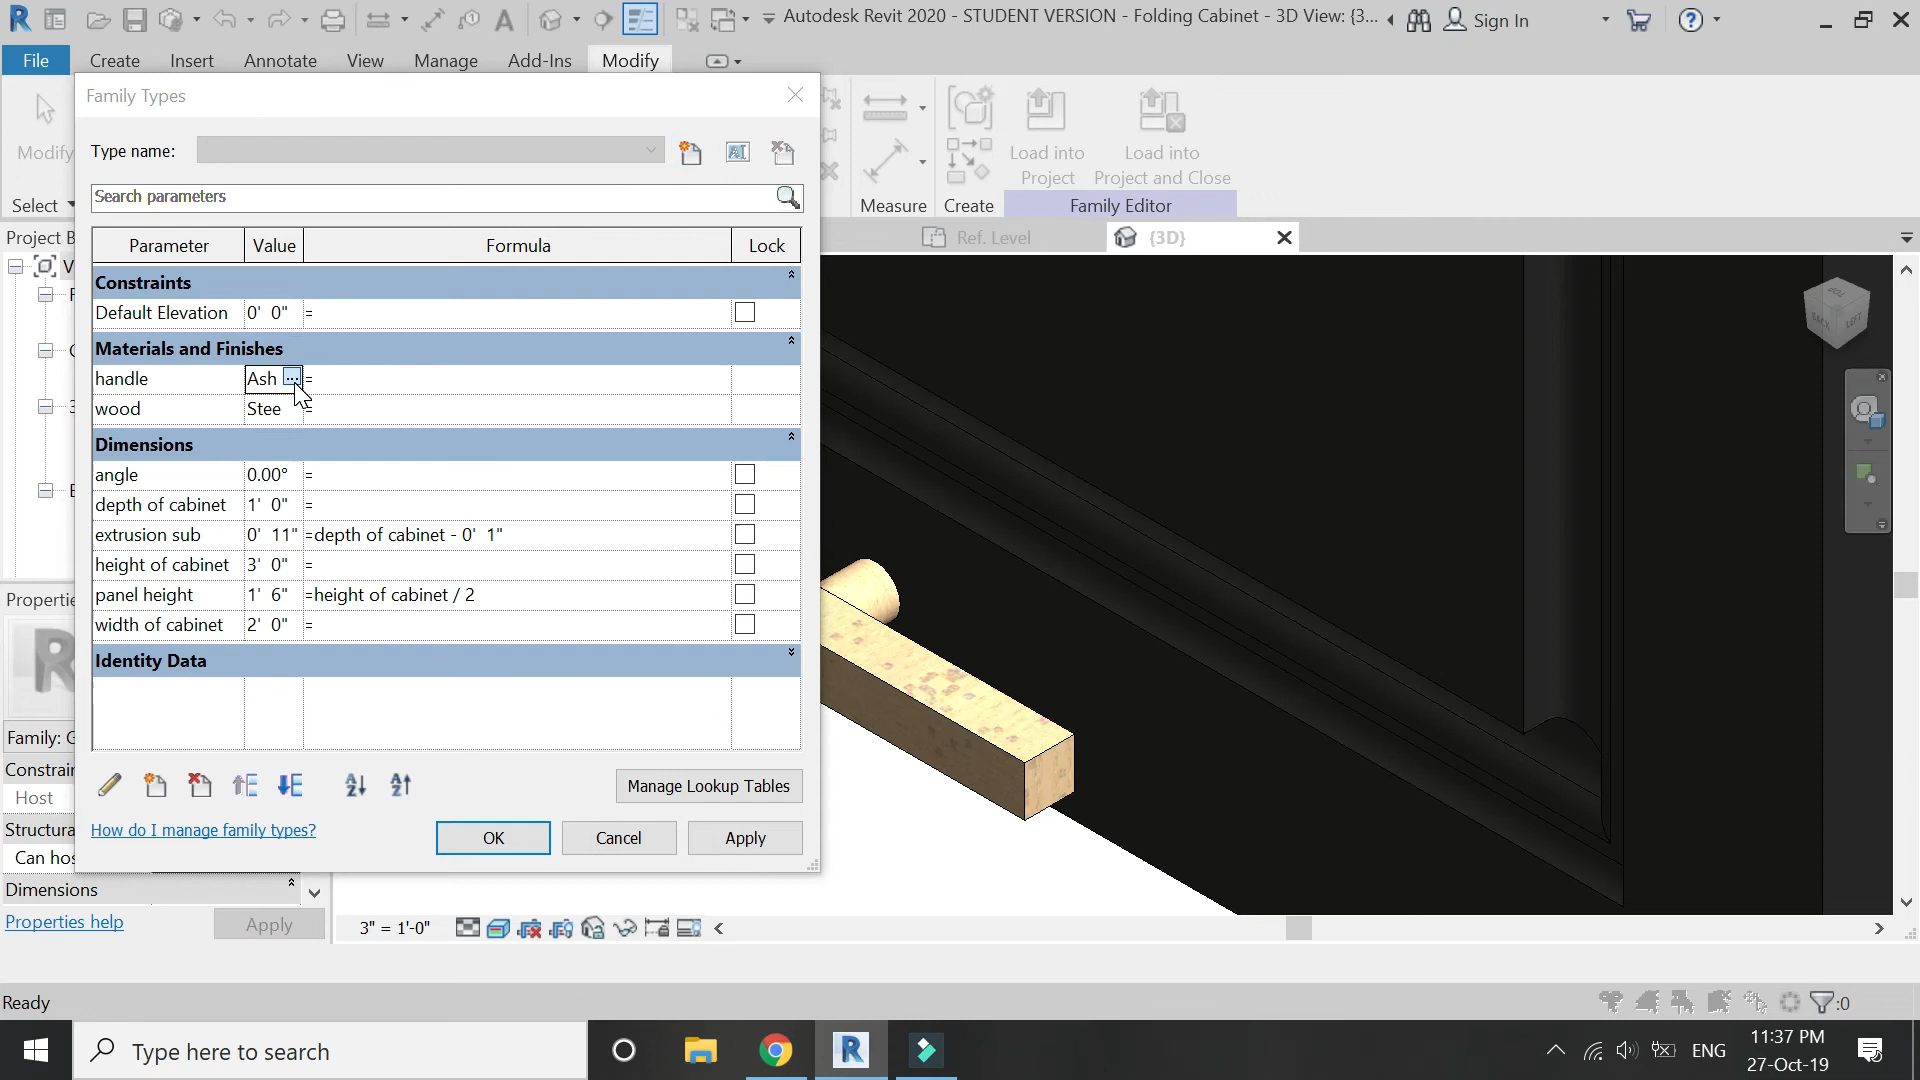 Autodesk Revit 2020 - STUDENT VERSION - Folding Cabinet - 3D View: {3...
Sign In
File
Create
Insert
Annotate
View
Manage
Add-Ins
Modify
Modify
Select
Measure
Create
Load into
Project
Load into
Project and Close
Family Editor
Family Types
Type name:
Search parameters
Parameter Value Formula Lock
Constraints
Default Elevation 0' 0" =
Materials and Finishes
handle Ash ... =
wood Stee =
Dimensions
angle 0.00° =
depth of cabinet 1' 0" =
extrusion sub 0' 11" =depth of cabinet - 0' 1"
height of cabinet 3' 0" =
panel height 1' 6" =height of cabinet / 2
width of cabinet 2' 0" =
Identity Data
Manage Lookup Tables
How do I manage family types?
OK Cancel Apply
Project B
Ref. Level
{3D}
BACK
LEFT
Propertie
Family: G
Constrain
Host
Structura
Can hos
Dimensions
Properties help
Apply
3" = 1'-0"
Ready
:0
Type here to search
ENG
11:37 PM
27-Oct-19